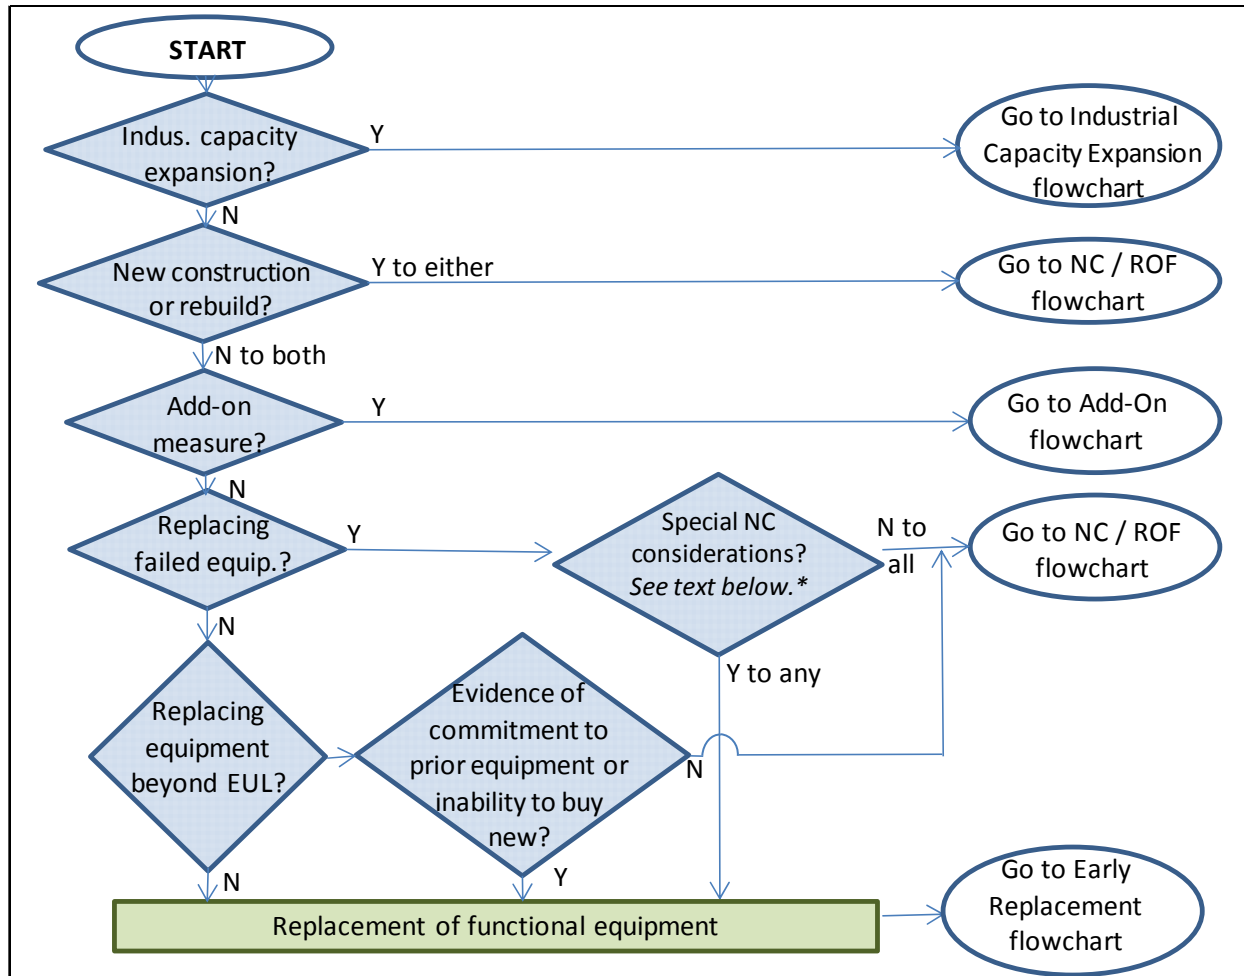 START
Indus. capacity
expansion?
Y
Go to Industrial
Capacity Expansion
flowchart
N
New construction
or rebuild?
Y to either
Go to NC / ROF
flowchart
N to both
Add-on
measure?
Y
Go to Add-On
flowchart
N
Replacing
failed equip.?
Y
Special NC
considerations?
See text below.*
N to
all
Go to NC / ROF
flowchart
N
Y to any
Replacing
equipment
beyond EUL?
Evidence of
commitment to
prior equipment or
inability to buy
new?
N
N
Y
Replacement of functional equipment
Go to Early
Replacement
flowchart